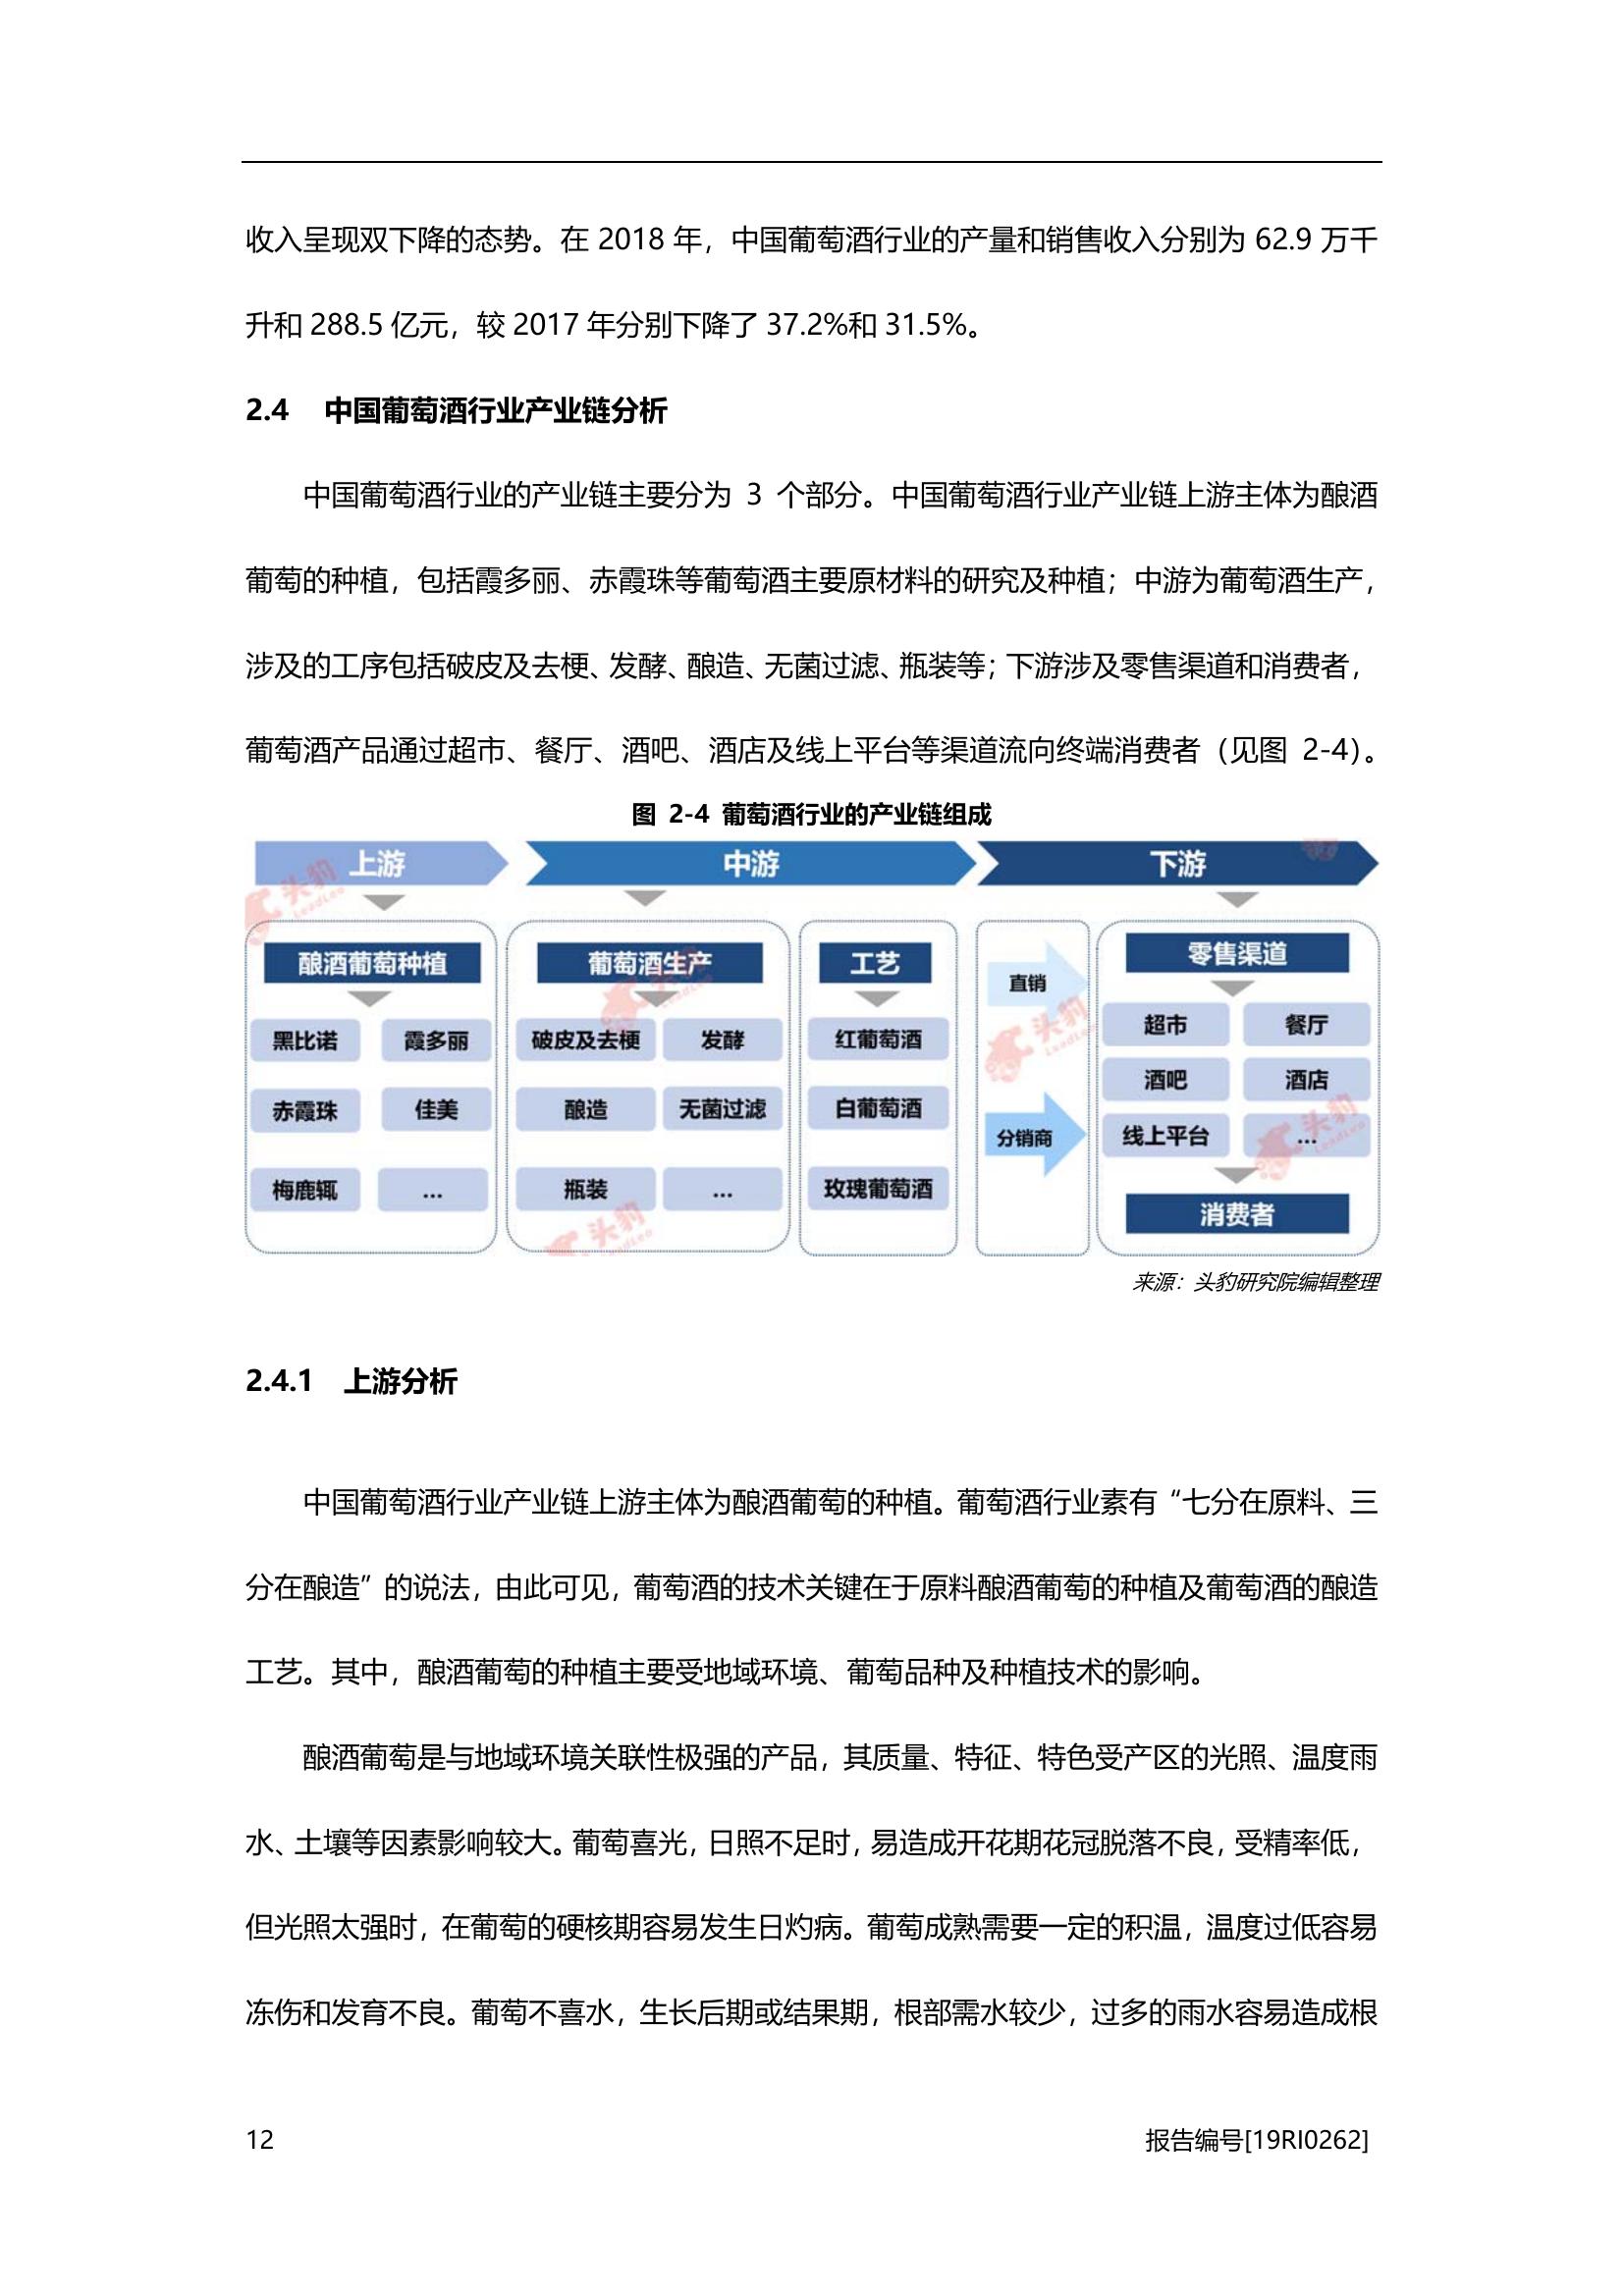 收入呈现双下降的态势。在 2018 年，中国葡萄酒行业的产量和销售收入分别为 62.9 万千
升和 288.5 亿元，较 2017 年分别下降了 37.2%和 31.5%。
2.4 中国葡萄酒行业产业链分析
中国葡萄酒行业的产业链主要分为 3 个部分。中国葡萄酒行业产业链上游主体为酿酒
葡萄的种植，包括霞多丽、赤霞珠等葡萄酒主要原材料的研究及种植；中游为葡萄酒生产，
涉及的工序包括破皮及去梗、发酵、酿造、无菌过滤、瓶装等；下游涉及零售渠道和消费者，
葡萄酒产品通过超市、餐厅、酒吧、酒店及线上平台等渠道流向终端消费者（见图 2-4）。
图 2-4 葡萄酒行业的产业链组成
上游 中游 下游
酿酒葡萄种植 葡萄酒生产 工艺 直销 零售渠道
黑比诺 霞多丽 破皮及去梗 发酵 红葡萄酒 超市 餐厅
酒吧 酒店
赤霞珠 佳美 酿造 无菌过滤 白葡萄酒 分销商 线上平台 ...
梅鹿辄 ... 瓶装 ... 玫瑰葡萄酒 消费者
头豹 LeadLeo
头豹
头豹 LeadLeo
头豹 LeadLeo
头豹 LeadLeo
来源：头豹研究院编辑整理
2.4.1 上游分析
中国葡萄酒行业产业链上游主体为酿酒葡萄的种植。葡萄酒行业素有“七分在原料、三
分在酿造”的说法，由此可见，葡萄酒的技术关键在于原料酿酒葡萄的种植及葡萄酒的酿造
工艺。其中，酿酒葡萄的种植主要受地域环境、葡萄品种及种植技术的影响。
酿酒葡萄是与地域环境关联性极强的产品，其质量、特征、特色受产区的光照、温度雨
水、土壤等因素影响较大。葡萄喜光，日照不足时，易造成开花期花冠脱落不良，受精率低，
但光照太强时，在葡萄的硬核期容易发生日灼病。葡萄成熟需要一定的积温，温度过低容易
冻伤和发育不良。葡萄不喜水，生长后期或结果期，根部需水较少，过多的雨水容易造成根
12 报告编号[19RI0262]